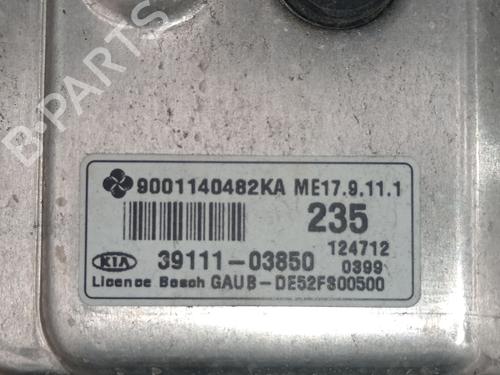 B-PARTS
9001140482KA ME17.9.11.1
235
124712
KIA 39111-03850 0399
Licence Bosch GAUB-DE52FS00500